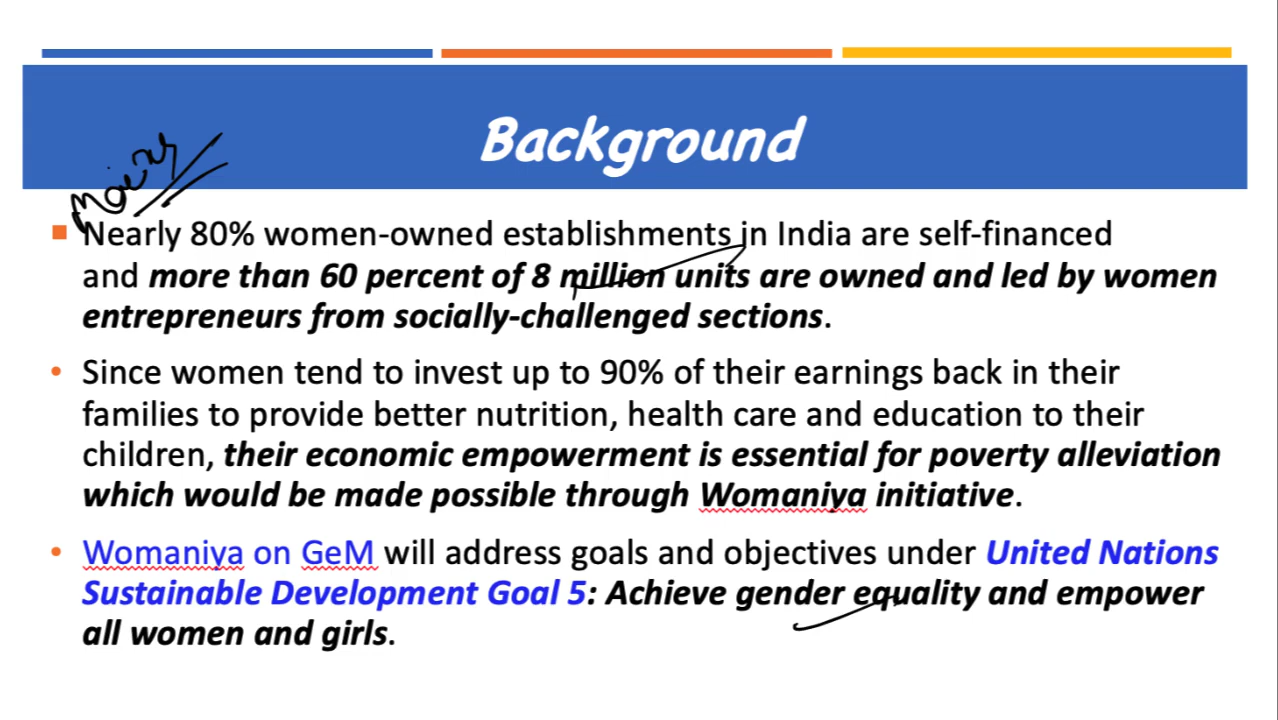 Background
Nearly 80% women-owned establishments in India are self-financed
and more than 60 percent of 8 million units are owned and led by women
entrepreneurs from socially-challenged sections.
Since women tend to invest up to 90% of their earnings back in their
families to provide better nutrition, health care and education to their
children, their economic empowerment is essential for poverty alleviation
which would be made possible through Womaniya initiative.
Womaniya on GeM will address goals and objectives under United Nations
Sustainable Development Goal 5: Achieve gender equality and empower
all women and girls.